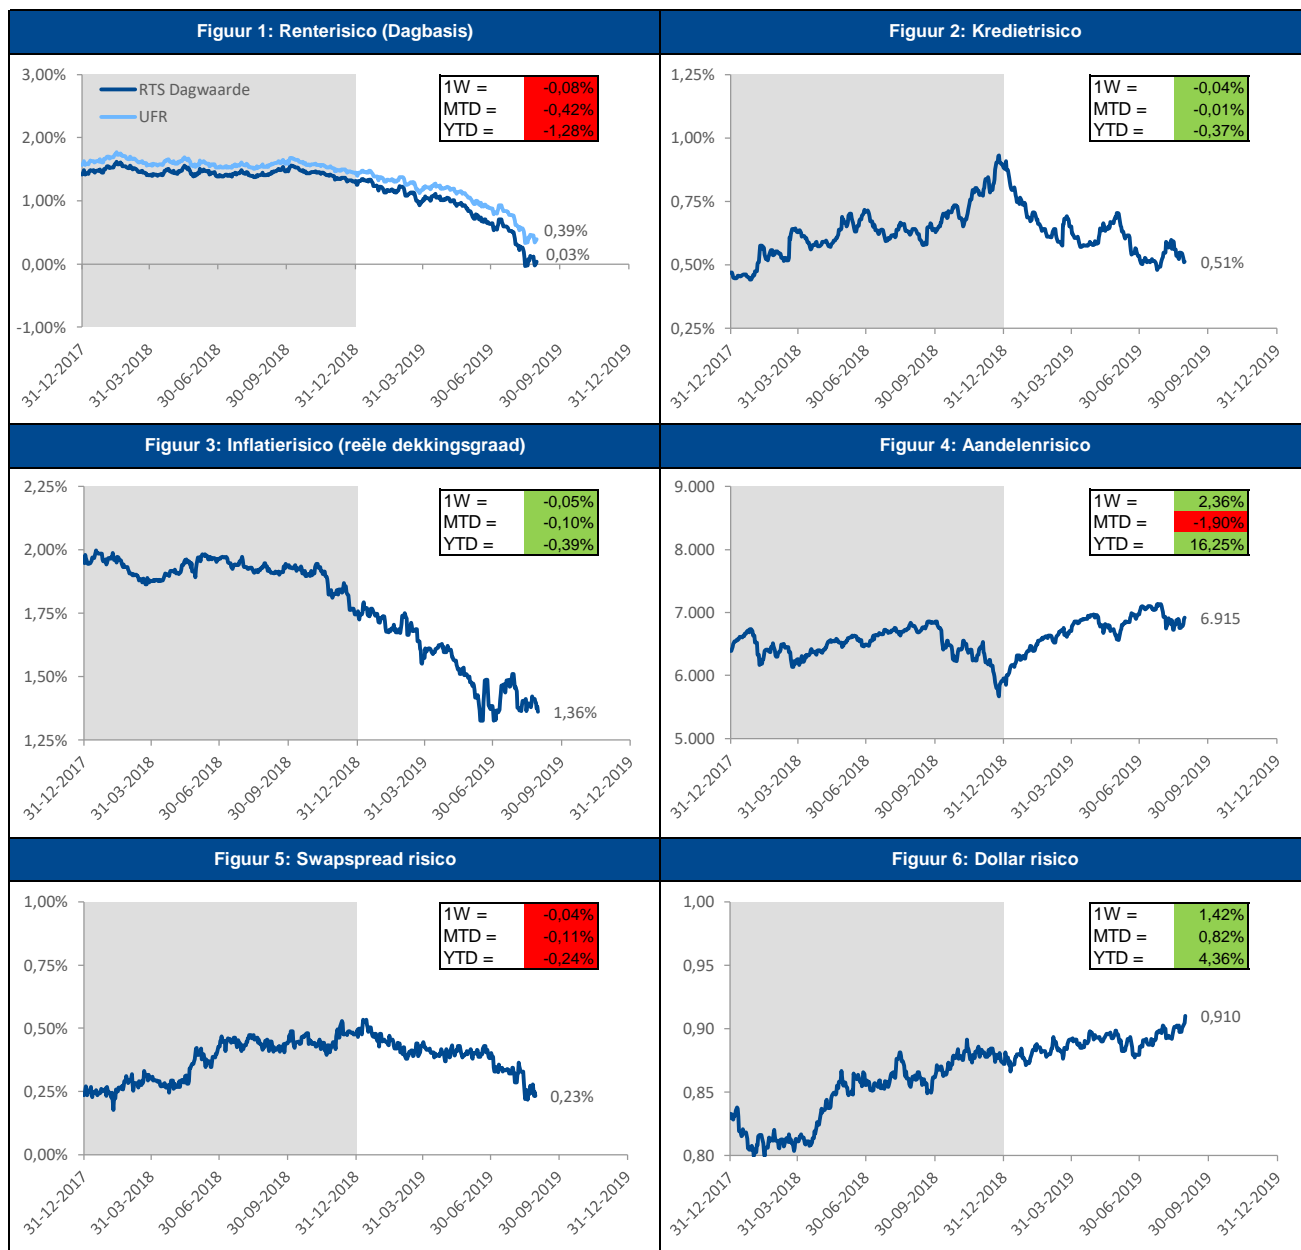 Figuur 1: Renterisico (Dagbasis)
3,00%
2,00%
1,00%
0,00%
-1,00%
RTS Dagwaarde
UFR
1W = -0,08%
MTD = -0,42%
YTD = -1,28%
0,39%
0,03%
31-12-2017 31-03-2018 30-06-2018 30-09-2018 31-12-2018 31-03-2019 30-06-2019 30-09-2019 31-12-2019
Figuur 2: Kredietrisico
1,25%
1,00%
0,75%
0,50%
0,25%
1W = -0,04%
MTD = -0,01%
YTD = -0,37%
0,51%
31-12-2017 31-03-2018 30-06-2018 30-09-2018 31-12-2018 31-03-2019 30-06-2019 30-09-2019 31-12-2019
Figuur 3: Inflatierisico (reële dekkingsgraad)
2,25%
2,00%
1,75%
1,50%
1,25%
1W = -0,05%
MTD = -0,10%
YTD = -0,39%
1,36%
31-12-2017 31-03-2018 30-06-2018 30-09-2018 31-12-2018 31-03-2019 30-06-2019 30-09-2019 31-12-2019
Figuur 4: Aandelenrisico
9.000
8.000
7.000
6.000
5.000
1W = 2,36%
MTD = -1,90%
YTD = 16,25%
6.915
31-12-2017 31-03-2018 30-06-2018 30-09-2018 31-12-2018 31-03-2019 30-06-2019 30-09-2019 31-12-2019
Figuur 5: Swapspread risico
1,00%
0,75%
0,50%
0,25%
0,00%
1W = -0,04%
MTD = -0,11%
YTD = -0,24%
0,23%
31-12-2017 31-03-2018 30-06-2018 30-09-2018 31-12-2018 31-03-2019 30-06-2019 30-09-2019 31-12-2019
Figuur 6: Dollar risico
1,00
0,95
0,90
0,85
0,80
1W = 1,42%
MTD = 0,82%
YTD = 4,36%
0,910
31-12-2017 31-03-2018 30-06-2018 30-09-2018 31-12-2018 31-03-2019 30-06-2019 30-09-2019 31-12-2019